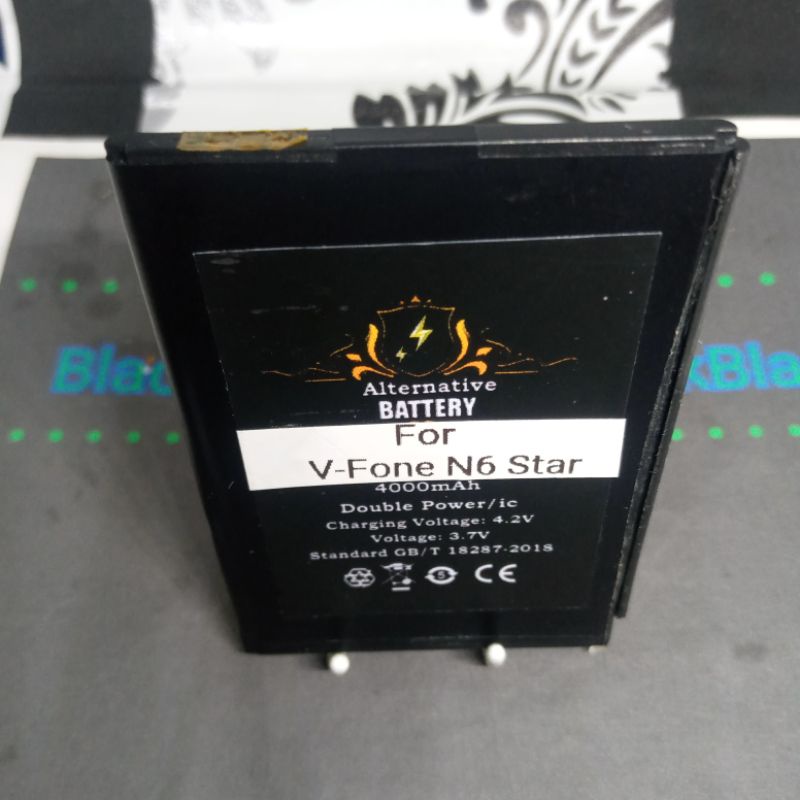 Alternative
BATTERY
For
V-Fone N6 Star
4000mAh
Double Power/ic
Charging Voltage: 4.2V
Voltage: 3.7V
Standard GB/T 18287-2018
5
CE